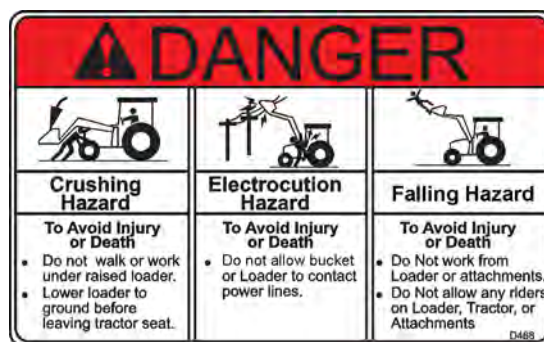 DANGER
Crushing
Hazard
To Avoid Injury
or Death
• Do not walk or work
under raised loader.
• Lower loader to
ground before
leaving tractor seat.
Electrocution
Hazard
To Avoid Injury
or Death
• Do not allow bucket
or Loader to contact
power lines.
Falling Hazard
To Avoid Injury
or Death
• Do Not work from
Loader or attachments.
• Do Not allow any riders
on Loader, Tractor, or
Attachments
D468